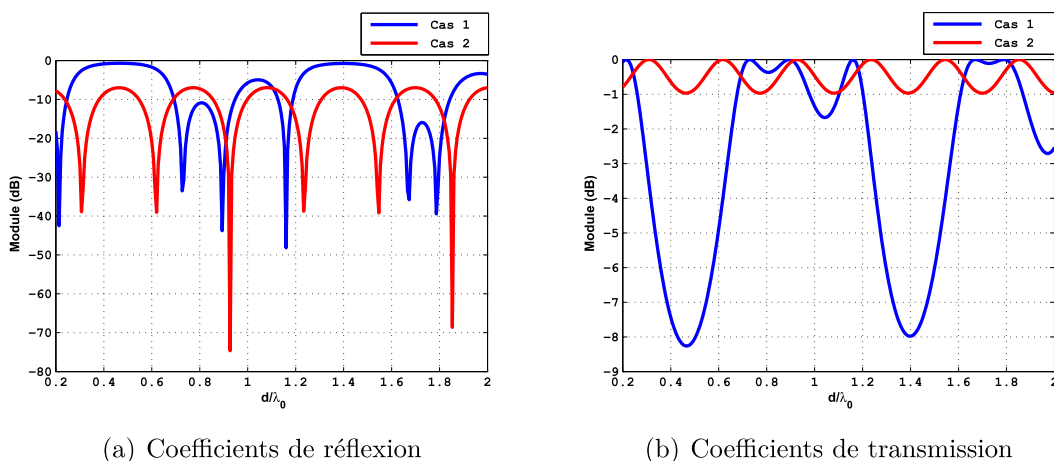 Cas 1
Cas 2
0
−10
−20
−30
−40
−50
−60
−70
−80
Module (dB)
0.2 0.4 0.6 0.8 1 1.2 1.4 1.6 1.8 2
d/λ0
(a) Coefficients de réflexion
Cas 1
Cas 2
0
−1
−2
−3
−4
−5
−6
−7
−8
−9
Module (dB)
0.2 0.4 0.6 0.8 1 1.2 1.4 1.6 1.8 2
d/λ0
(b) Coefficients de transmission